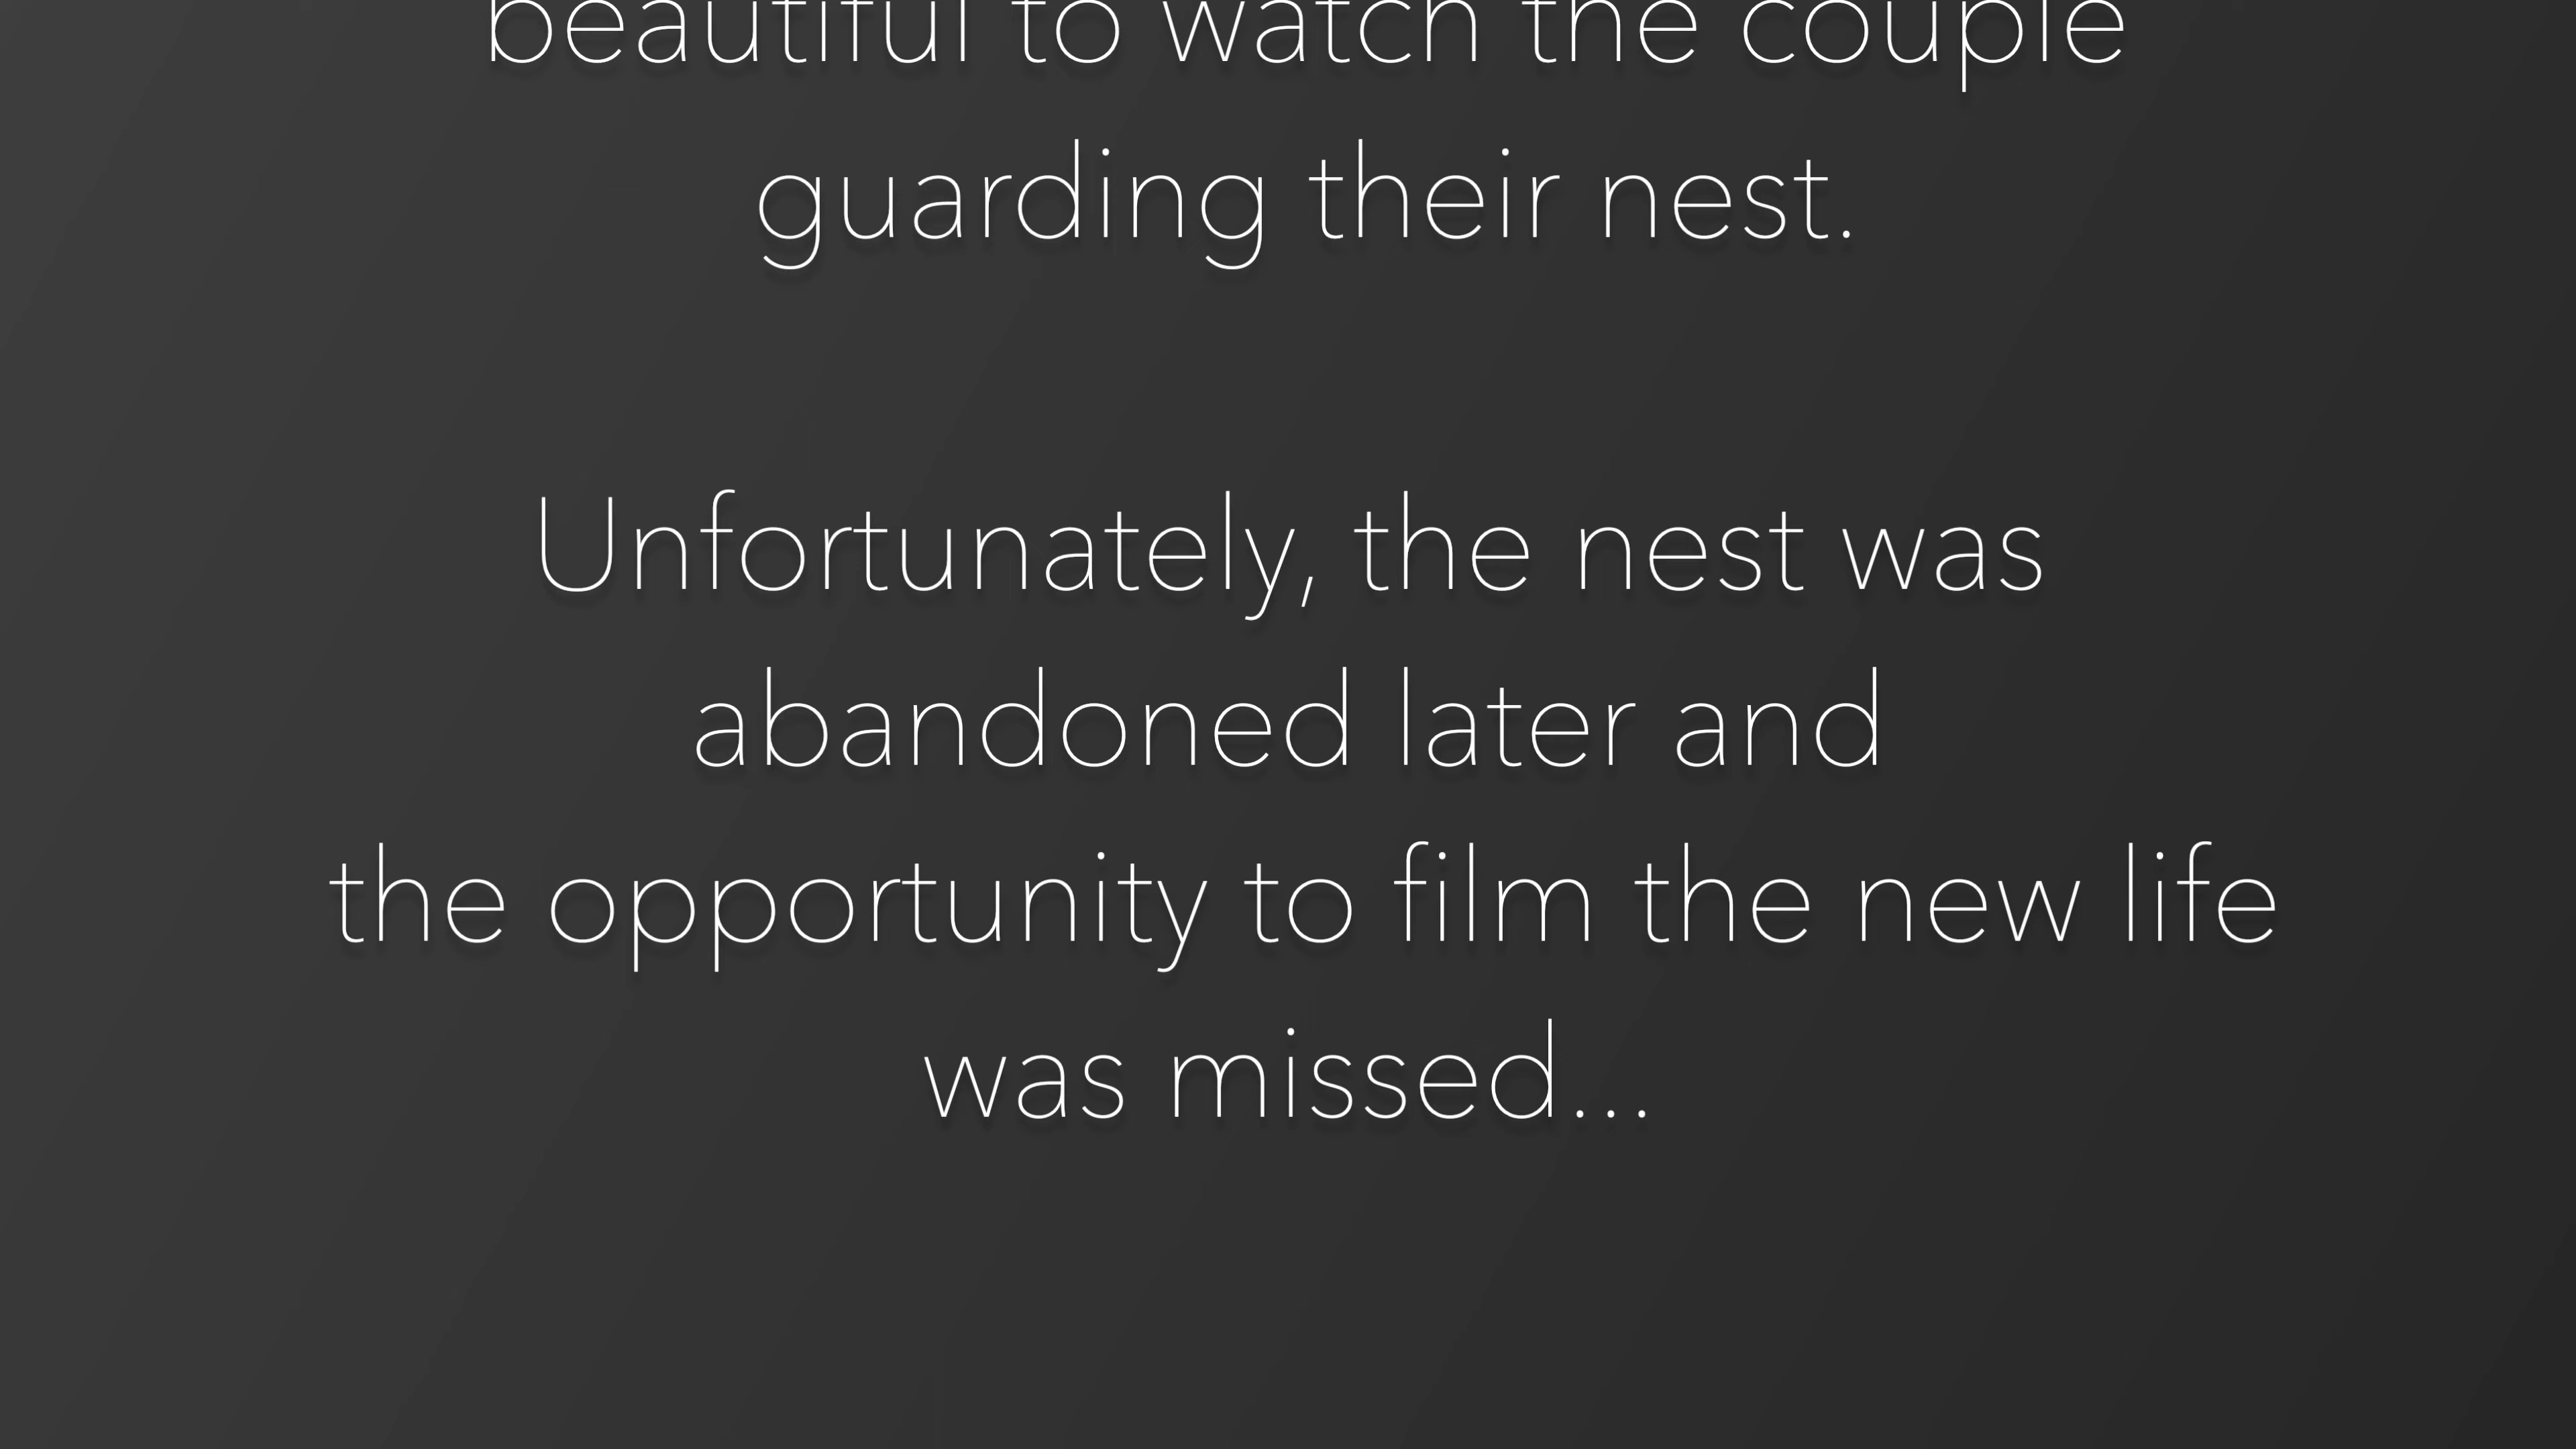 beautiful to watch the couple
guarding their nest.
Unfortunately, the nest was
abandoned later and
the opportunity to film the new life
was missed...